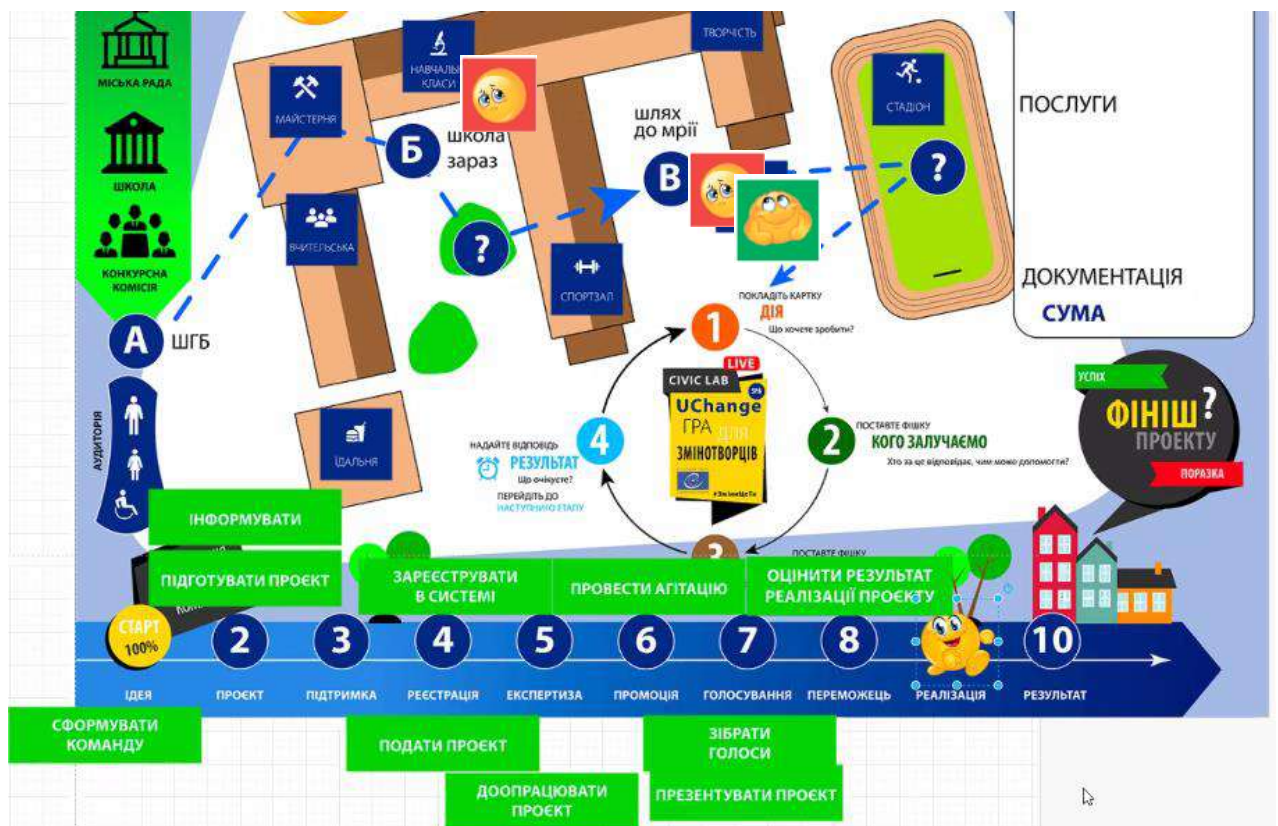 МІСЬКА РАДА
ШКОЛА
КОНКУРСНА
КОМІСІЯ
А
ШГБ
АУДИТОРІЯ
МАЙСТЕРНЯ
КЛАСИ
ТВОРЧІСТЬ
СТАДІОН
Б
школа
зараз
ШЛЯХ
ДО МРІЇ
В
?
?
ВЧИТЕЛЬСЬКА
СПОРТЗАЛ
ЇДАЛЬНЯ
ПОСЛУГИ
ДОКУМЕНТАЦІЯ
СУМА
ПОКЛАДІТЬ КАРТКУ
ДІЯ
Що хочете зробити?
1
LIVE
CIVIC LAB
UChange
ГРА ДЛЯ
ЗМІНОТВОРЦІВ
2
ПОСТАВТЕ ФІШКУ
КОГО ЗАЛУЧАЄМО
Хто за це відповідає, чим може допомогти?
3
ПОСТАВТЕ ФІШКУ
4
НАДАЙТЕ ВІДПОВІДЬ
РЕЗУЛЬТАТ
Що очікуєте?
ПЕРЕЙДІТЬ ДО
НАСТУПНОГО ЕТАПУ
УСПІХ
ФІНІШ ?
ПРОЕКТУ
ПОРАЗКА
ІНФОРМУВАТИ
ПІДГОТУВАТИ ПРОЄКТ
ЗАРЕЄСТРУВАТИ
В СИСТЕМІ
ПРОВЕСТИ АГІТАЦІЮ
ОЦІНИТИ РЕЗУЛЬТАТ
РЕАЛІЗАЦІЇ ПРОЄКТУ
СТАРТ
100%
2 3 4 5 6 7 8 10
ІДЕЯ ПРОЄКТ ПІДТРИМКА РЕЄСТРАЦІЯ ЕКСПЕРТИЗА ПРОМОЦІЯ ГОЛОСУВАННЯ ПЕРЕМОЖЕЦЬ РЕАЛІЗАЦІЯ РЕЗУЛЬТАТ
СФОРМУВАТИ
КОМАНДУ
ПОДАТИ ПРОЄКТ
ЗІБРАТИ
ГОЛОСИ
ДООПРАЦЮВАТИ
ПРОЄКТ
ПРЕЗЕНТУВАТИ ПРОЄКТ